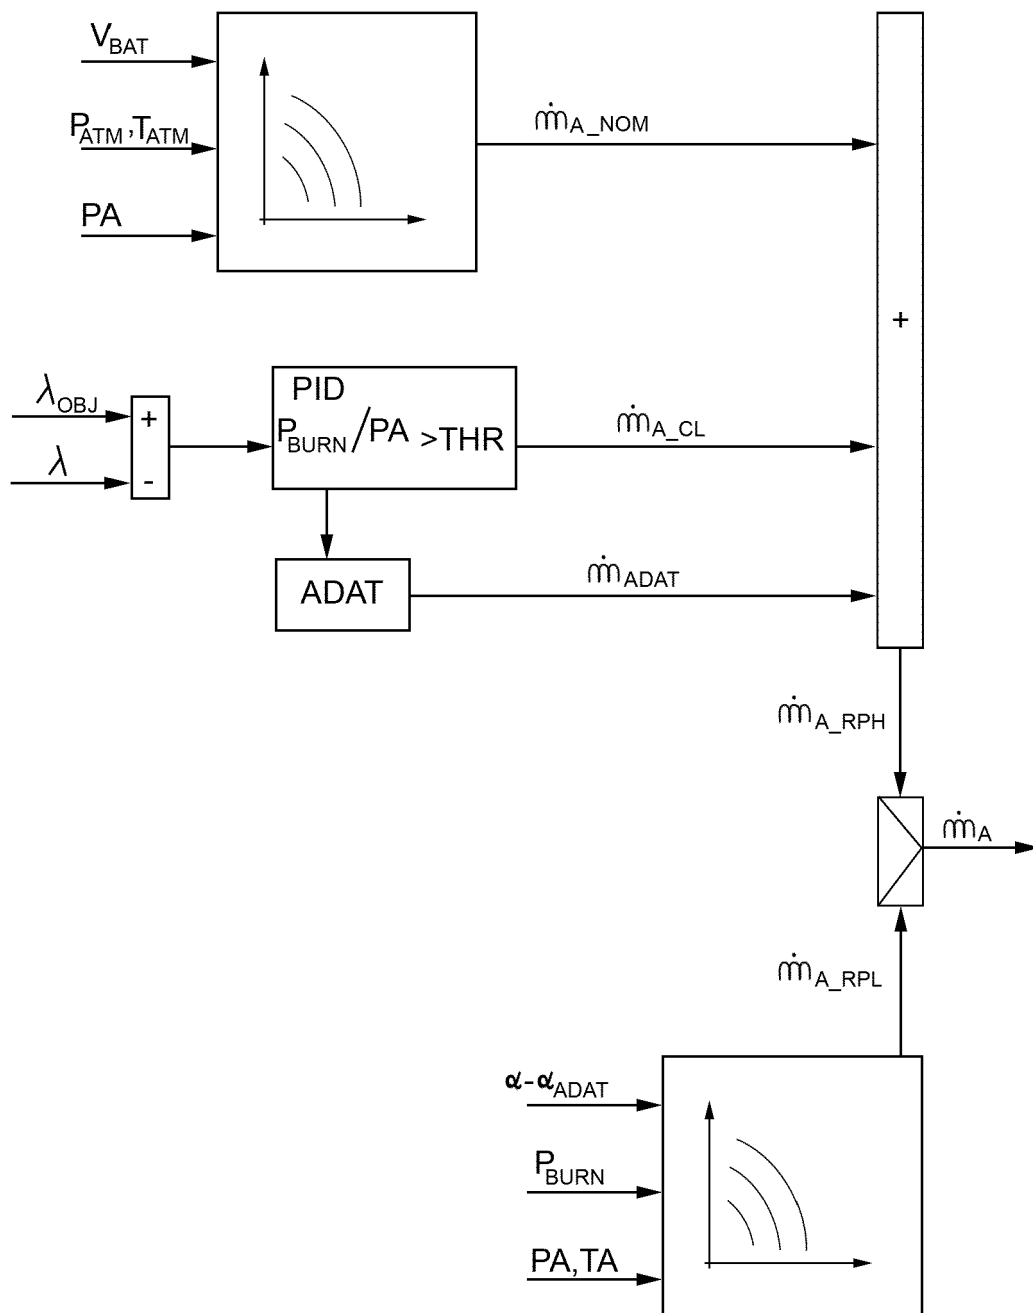 V_BAT
P_ATM,T_ATM
PA
ṁ_A_NOM
+
λ_OBJ
λ
+
-
PID
P_BURN/PA >THR
ṁ_A_CL
ADAT
ṁ_ADAT
ṁ_A_RPH
ṁ_A
ṁ_A_RPL
α-α_ADAT
P_BURN
PA,TA